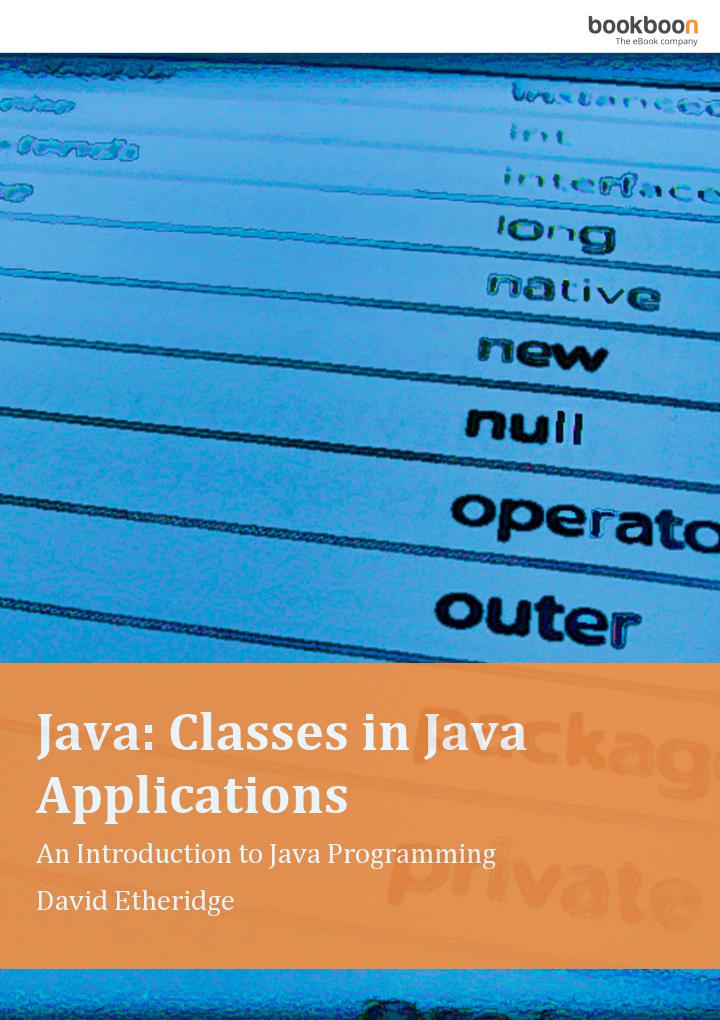 bookboon
The eBook company
int
interface
long
native
new
null
operato
outer
package
private
Java: Classes in Java
Applications
An Introduction to Java Programming
David Etheridge